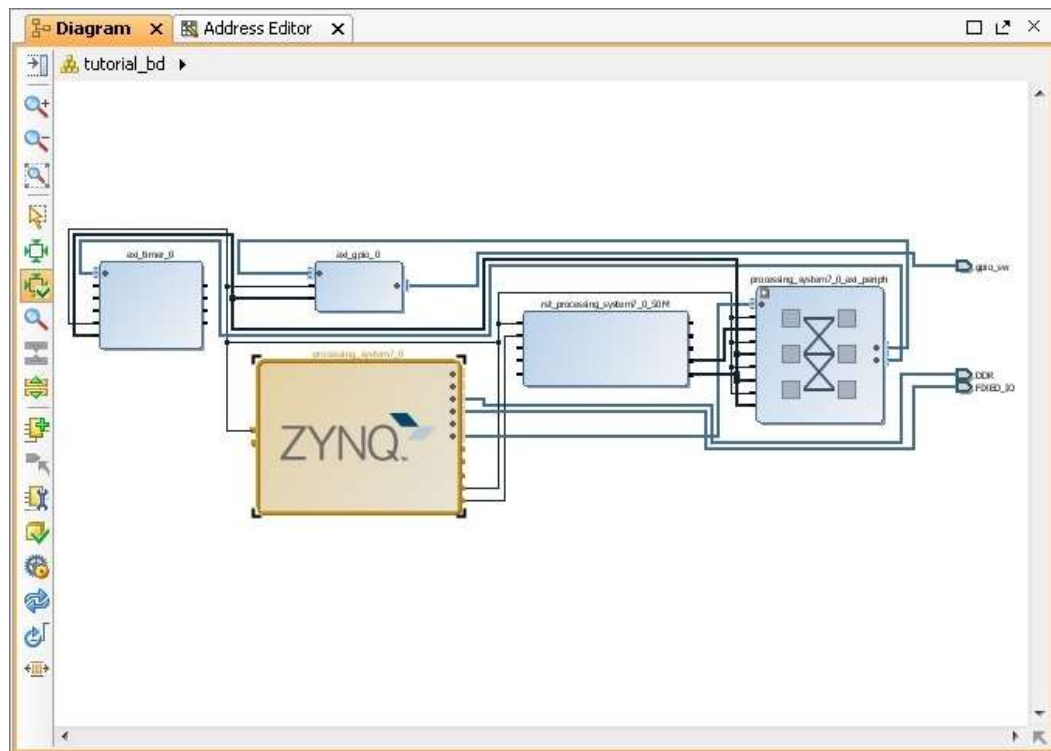 Diagram
Address Editor
tutorial_bd
axi_timer_0
axi_gpio_0
gpio_sw
processing_system7_0_axi_periph
rst_processing_system7_0_50M
processing_system7_0
DDR
FIXED_IO
ZYNQ